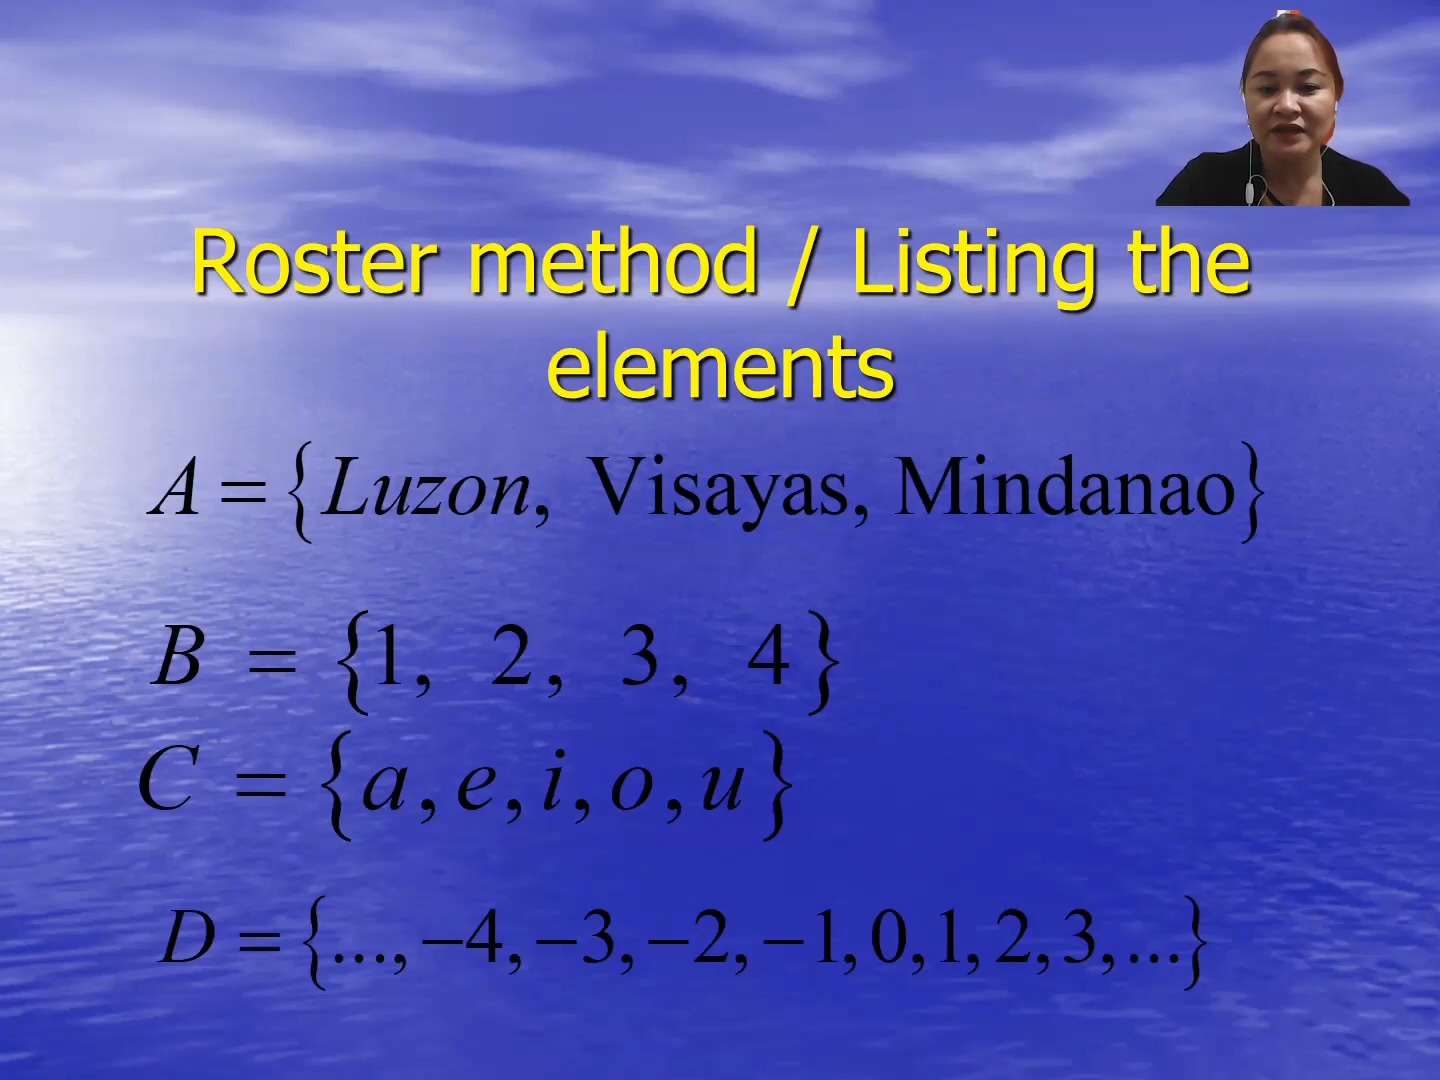 Roster method / Listing the
elements
A = {Luzon, Visayas, Mindanao}
B = {1, 2, 3, 4}
C = {a, e, i, o, u}
D = {..., −4, −3, −2, −1, 0, 1, 2, 3, ...}